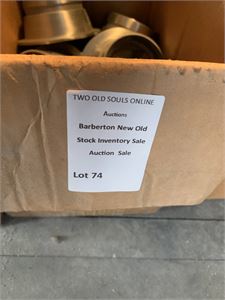 TWO OLD SOULS ONLINE
Auctions
Barberton New Old
Stock Inventory Sale
Auction Sale
Lot 74